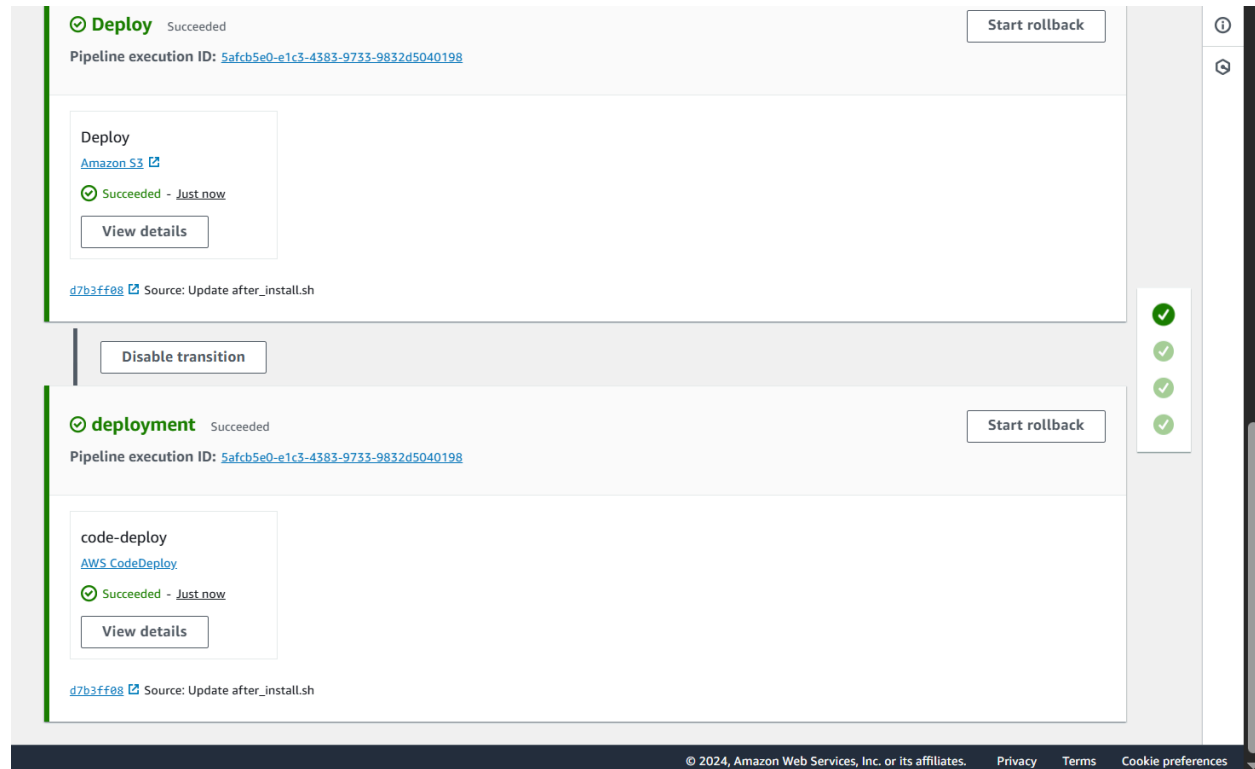 Deploy Succeeded
Start rollback
Pipeline execution ID: 5afcb5e0-e1c3-4383-9733-9832d5040198
Deploy
Amazon S3
Succeeded - Just now
View details
d7b3ff08 Source: Update after_install.sh
Disable transition
deployment Succeeded
Start rollback
Pipeline execution ID: 5afcb5e0-e1c3-4383-9733-9832d5040198
code-deploy
AWS CodeDeploy
Succeeded - Just now
View details
d7b3ff08 Source: Update after_install.sh
© 2024, Amazon Web Services, Inc. or its affiliates. Privacy Terms Cookie preferences